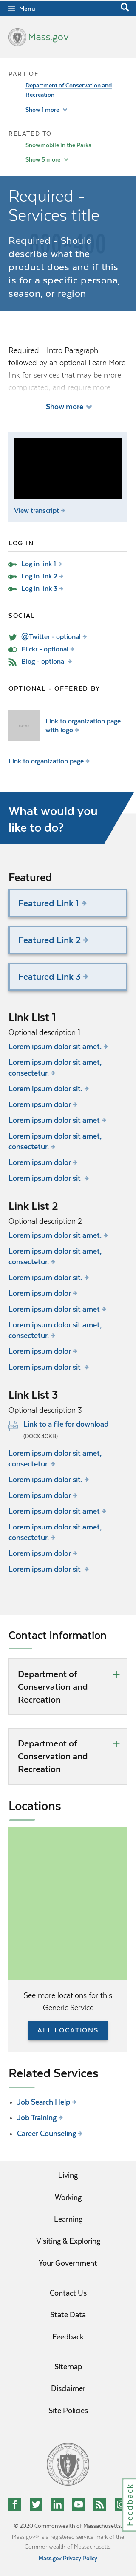 Menu
Mass.gov
PART OF
Department of Conservation and
Recreation
Show 1 more
RELATED TO
Snowmobile in the Parks
Show 5 more
Required -
Services title
Required - Should
describe what the
product does and if
this is for a specific
persona, season, or
region
Required - Intro Paragraph
followed by an optional Learn More
link for services that may be more
complicated, and require more
Show more
View transcript
LOG IN
Log in link 1
Log in link 2
Log in link 3
SOCIAL
@Twitter - optional
Flickr - optional
Blog - optional
OPTIONAL - OFFERED BY
Link to organization page
with logo
Link to organization page
What would you
like to do?
Featured
Featured Link 1
Featured Link 2
Featured Link 3
Link List 1
Optional description 1
Lorem ipsum dolor sit amet.
Lorem ipsum dolor sit amet,
consectetur.
Lorem ipsum dolor sit.
Lorem ipsum dolor
Lorem ipsum dolor sit amet
Lorem ipsum dolor sit amet,
consectetur.
Lorem ipsum dolor
Lorem ipsum dolor sit
Link List 2
Optional description 2
Lorem ipsum dolor sit amet.
Lorem ipsum dolor sit amet,
consectetur.
Lorem ipsum dolor sit.
Lorem ipsum dolor
Lorem ipsum dolor sit amet
Lorem ipsum dolor sit amet,
consectetur.
Lorem ipsum dolor
Lorem ipsum dolor sit
Link List 3
Optional description 3
Link to a file for download
(DOCX 40KB)
Lorem ipsum dolor sit amet,
consectetur.
Lorem ipsum dolor sit.
Lorem ipsum dolor
Lorem ipsum dolor sit amet
Lorem ipsum dolor sit amet,
consectetur.
Lorem ipsum dolor
Lorem ipsum dolor sit
Contact Information
Department of
Conservation and
Recreation
Department of
Conservation and
Recreation
Locations
See more locations for this
Generic Service
ALL LOCATIONS
Related Services
Job Search Help
Job Training
Career Counseling
Living
Working
Learning
Visiting & Exploring
Your Government
Contact Us
State Data
Feedback
Sitemap
Disclaimer
Site Policies
Feedback
© 2020 Commonwealth of Massachusetts.
Mass.gov® is a registered service mark of the
Commonwealth of Massachusetts.
Mass.gov Privacy Policy